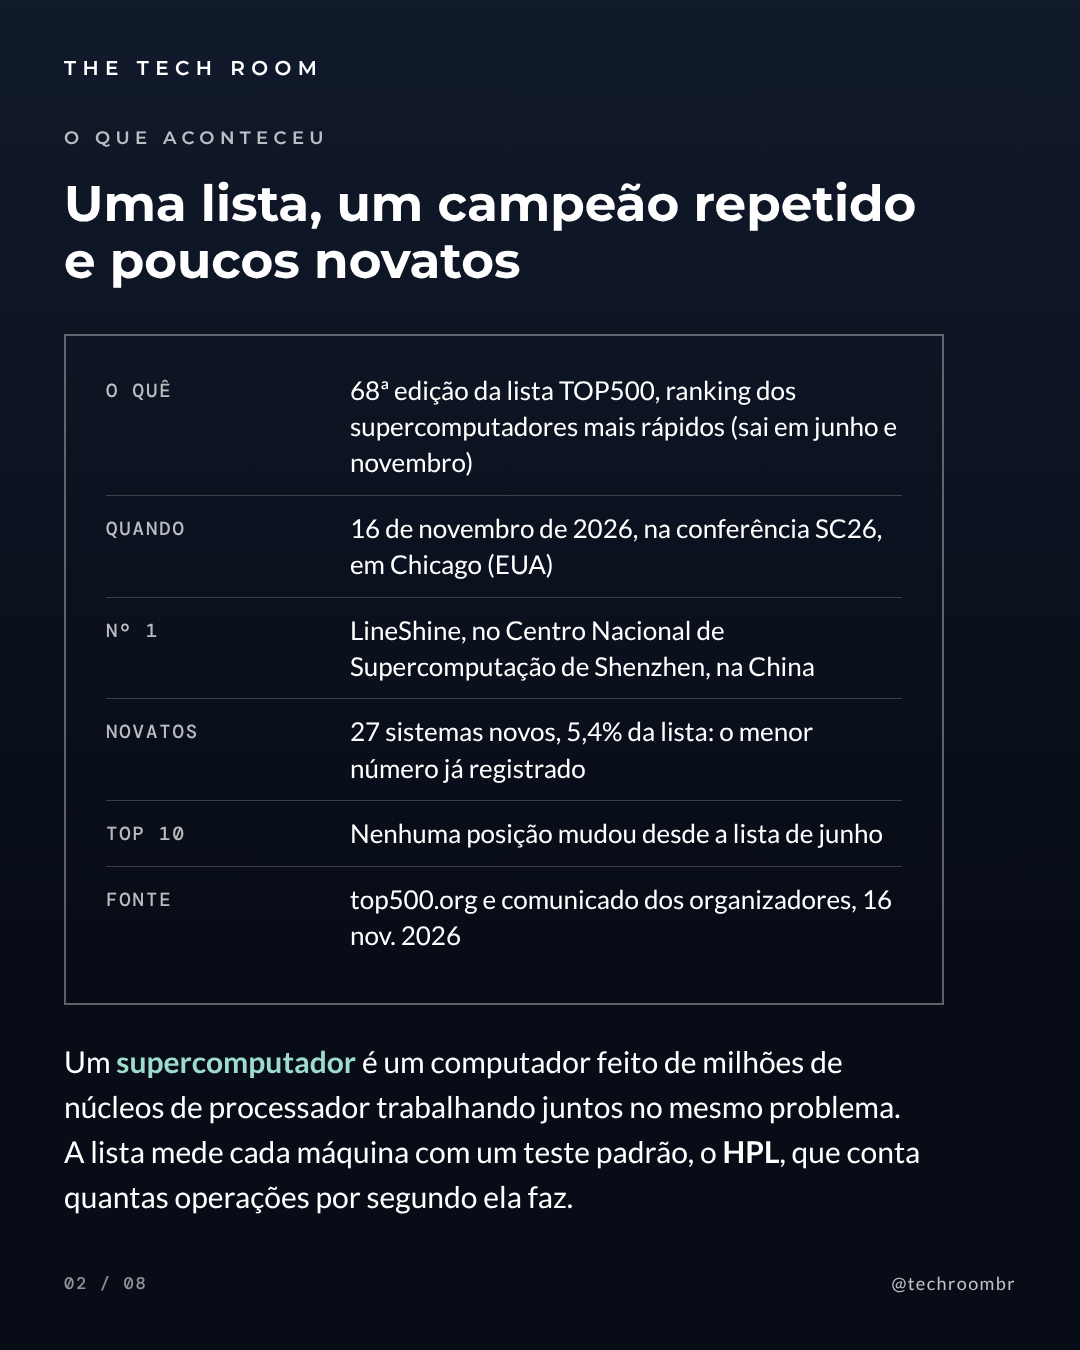 THE TECH ROOM
O QUE ACONTECEU
Uma lista, um campeão repetido
e poucos novatos
O QUÊ
68ª edição da lista TOP500, ranking dos
supercomputadores mais rápidos (sai em junho e
novembro)
QUANDO
16 de novembro de 2026, na conferência SC26,
em Chicago (EUA)
Nº 1
LineShine, no Centro Nacional de
Supercomputação de Shenzhen, na China
NOVATOS
27 sistemas novos, 5,4% da lista: o menor
número já registrado
TOP 10
Nenhuma posição mudou desde a lista de junho
FONTE
top500.org e comunicado dos organizadores, 16
nov. 2026
Um supercomputador é um computador feito de milhões de
núcleos de processador trabalhando juntos no mesmo problema.
A lista mede cada máquina com um teste padrão, o HPL, que conta
quantas operações por segundo ela faz.
02 / 08
@techroombr